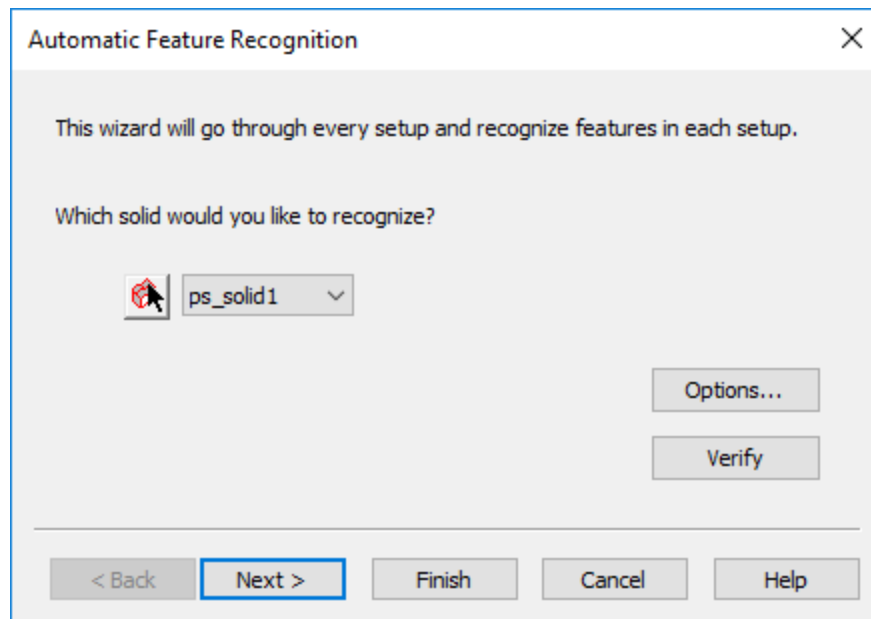 Automatic Feature Recognition
This wizard will go through every setup and recognize features in each setup.
Which solid would you like to recognize?
ps_solid1
Options...
Verify
< Back Next > Finish Cancel Help